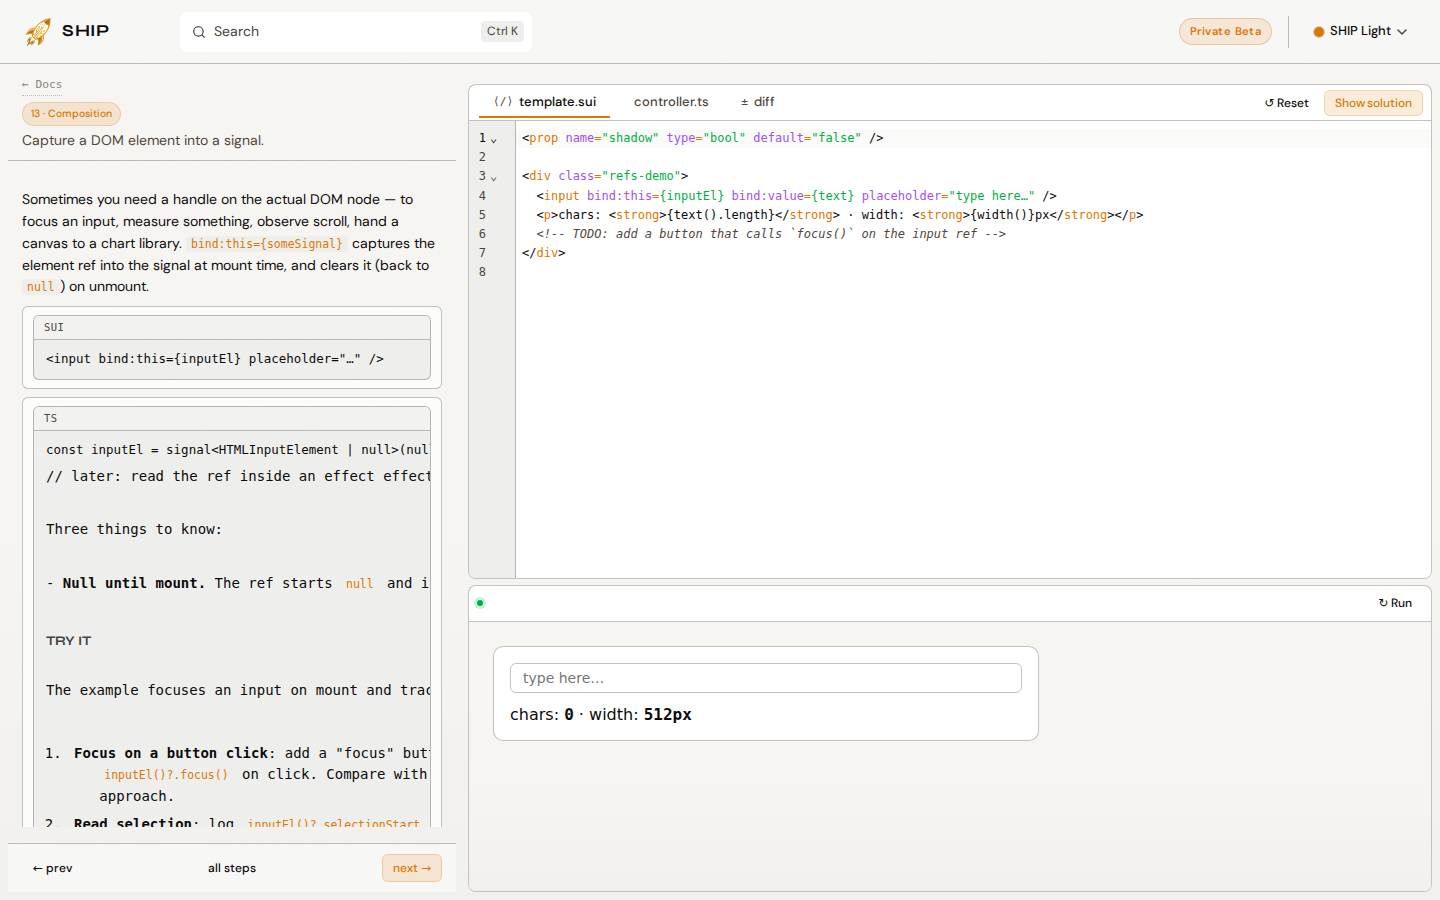 SHIP
Search
Ctrl K
Private Beta
SHIP Light
← Docs
13 · Composition
Capture a DOM element into a signal.
Sometimes you need a handle on the actual DOM node — to
focus an input, measure something, observe scroll, hand a
canvas to a chart library. bind:this={someSignal} captures the
element ref into the signal at mount time, and clears it (back to
null ) on unmount.
SUI
<input bind:this={inputEl} placeholder="…" />
TS
const inputEl = signal<HTMLInputElement | null>(nul
// later: read the ref inside an effect effect
Three things to know:
- Null until mount. The ref starts null and i
TRY IT
The example focuses an input on mount and trac
1. Focus on a button click: add a "focus" butt
inputEl()?.focus() on click. Compare with
approach.
2. Read selection: log inputEl()?.selectionStart
← prev
all steps
next →
template.sui
controller.ts
± diff
↺ Reset
Show solution
1 <prop name="shadow" type="bool" default="false" />
2
3 <div class="refs-demo">
4 <input bind:this={inputEl} bind:value={text} placeholder="type here…" />
5 <p>chars: <strong>{text().length}</strong> · width: <strong>{width()}px</strong></p>
6 <!-- TODO: add a button that calls `focus()` on the input ref -->
7 </div>
8
↻ Run
type here…
chars: 0 · width: 512px